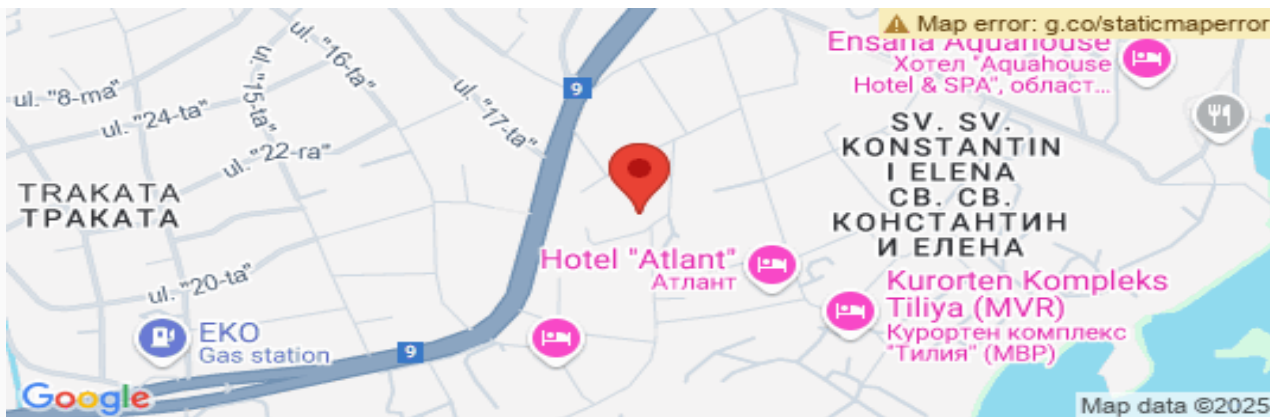 Map error: g.co/staticmaperror
Ensana Aquahouse
Хотел "Aquahouse
Hotel & SPA", област...
ul. "16-ta"
ul. "15-ta"
ul. "8-ma"
ul. "24-ta"
ul. "17-ta"
9
ul. "22-ra"
SV. SV.
KONSTANTIN
I ELENA
СВ. СВ.
КОНСТАНТИН
И ЕЛЕНА
TRAKATA
ТРАКАТА
Hotel "Atlant"
Атлант
ul. "20-ta"
Kurorten Kompleks
Tiliya (MVR)
Курортен комплекс
"Тилия" (МВР)
EKO
Gas station
9
Google
Map data ©2025